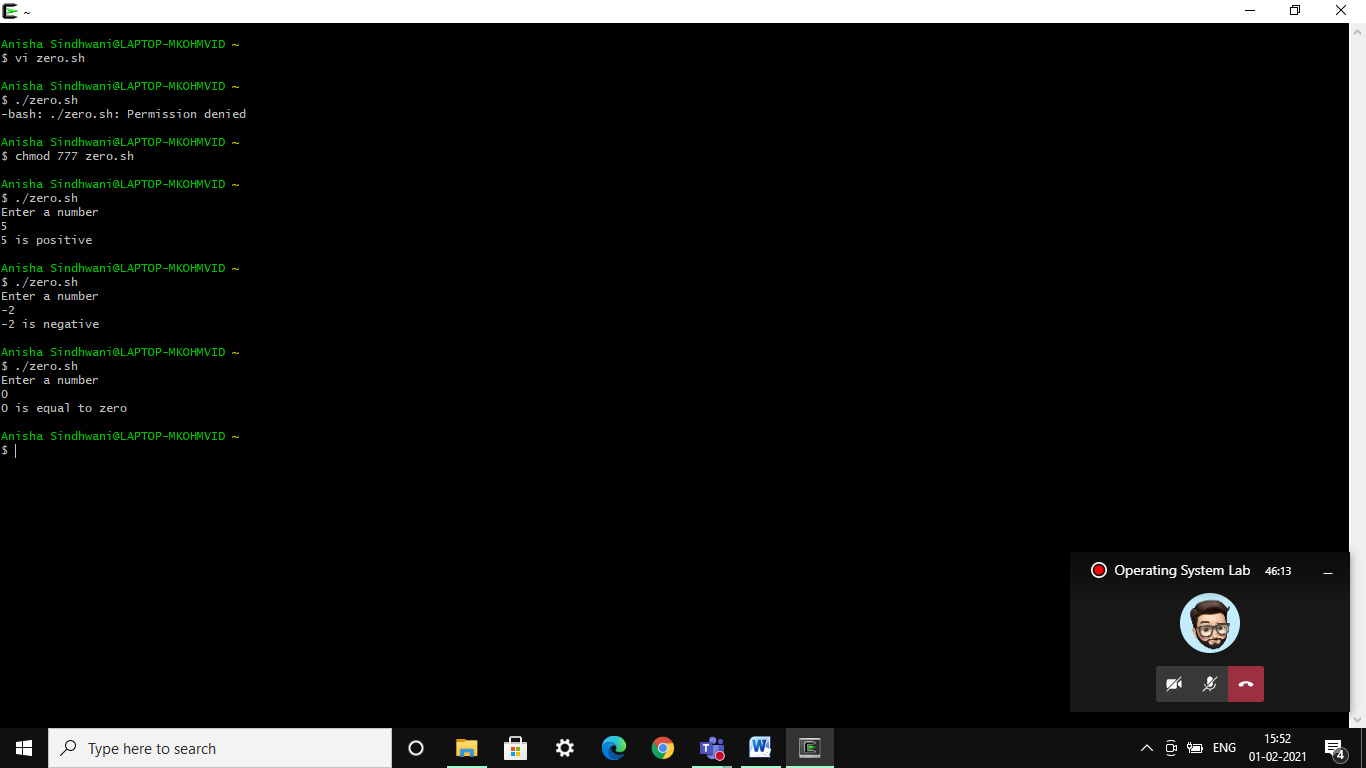 ~
Anisha Sindhwani@LAPTOP-MKOHMVID ~
$ vi zero.sh
Anisha Sindhwani@LAPTOP-MKOHMVID ~
$ ./zero.sh
-bash: ./zero.sh: Permission denied
Anisha Sindhwani@LAPTOP-MKOHMVID ~
$ chmod 777 zero.sh
Anisha Sindhwani@LAPTOP-MKOHMVID ~
$ ./zero.sh
Enter a number
5
5 is positive
Anisha Sindhwani@LAPTOP-MKOHMVID ~
$ ./zero.sh
Enter a number
-2
-2 is negative
Anisha Sindhwani@LAPTOP-MKOHMVID ~
$ ./zero.sh
Enter a number
0
0 is equal to zero
Anisha Sindhwani@LAPTOP-MKOHMVID ~
$
Operating System Lab 46:13
Type here to search
ENG
15:52
01-02-2021
4